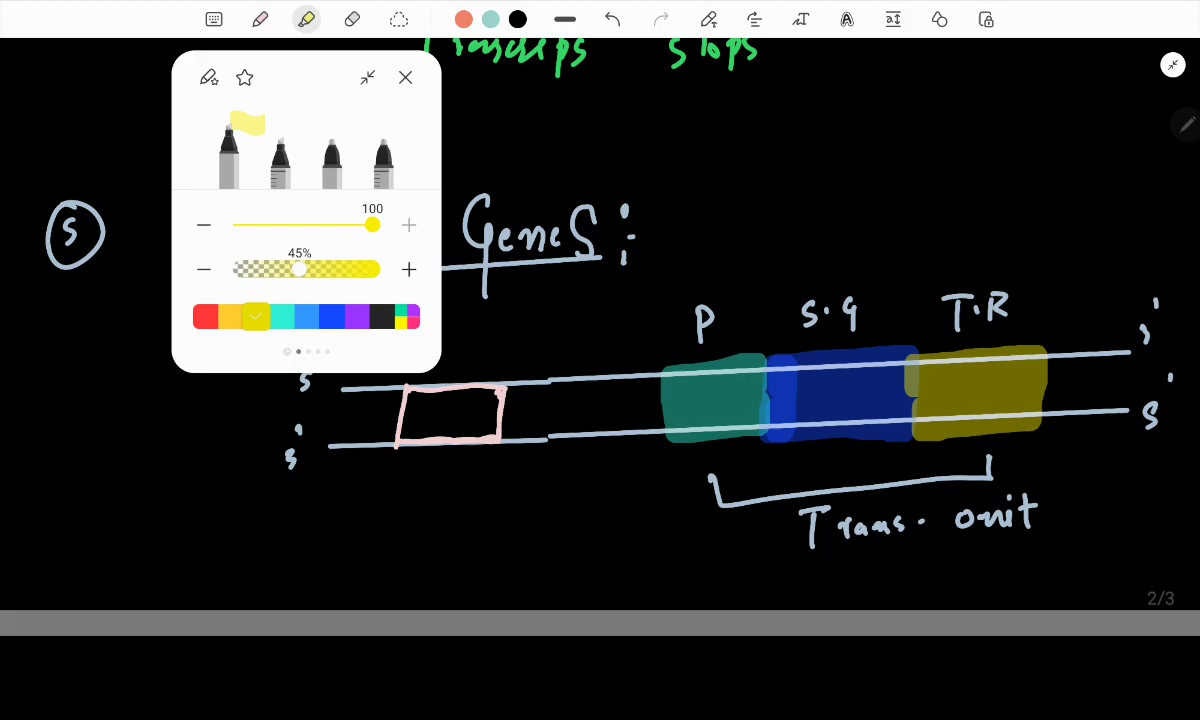 stops
100
45%
5
GeneS :
P S.G T.R
3'
5
5'
3'
Trans. unit
2/3